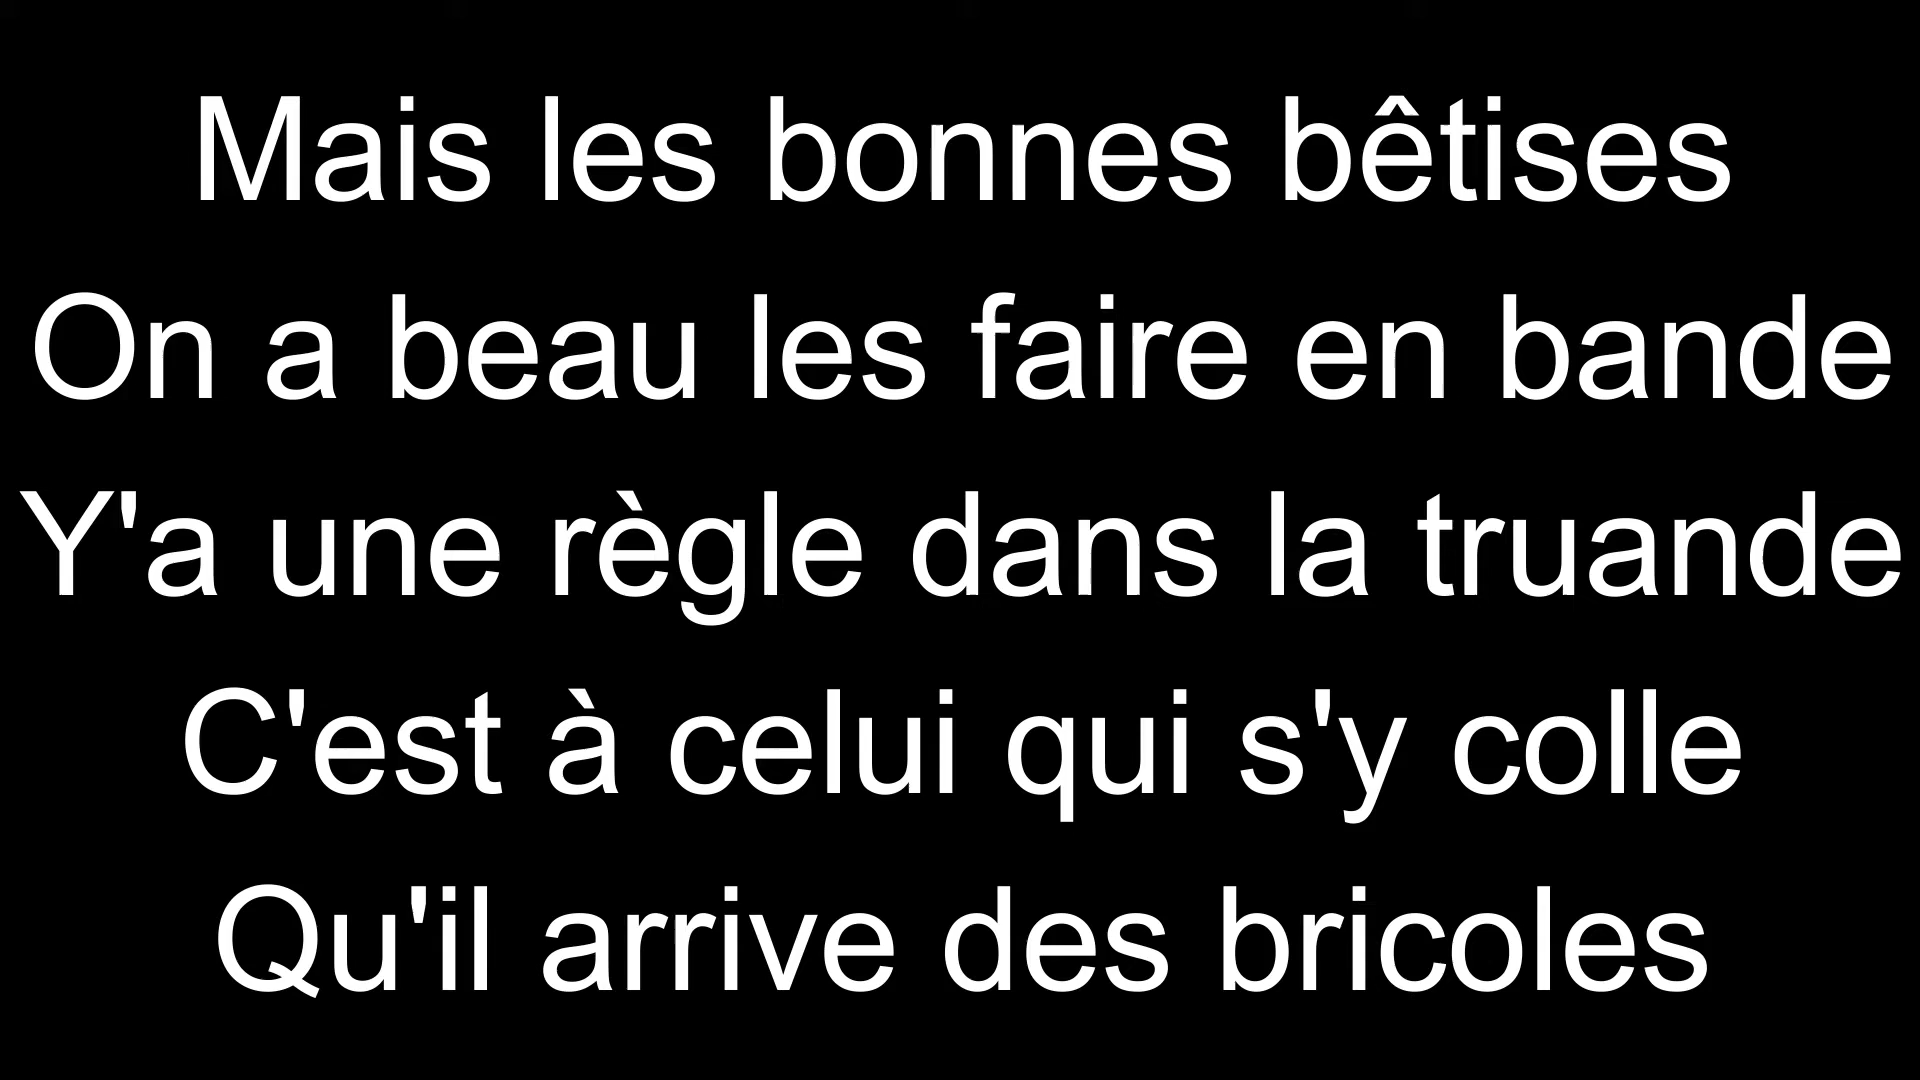 Mais les bonnes bêtises
On a beau les faire en bande
Y'a une règle dans la truande
C'est à celui qui s'y colle
Qu'il arrive des bricoles